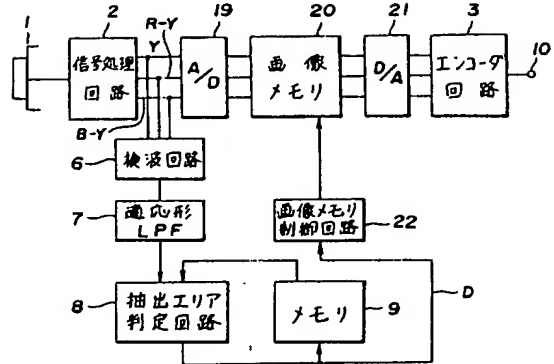 1
2
19
20
21
3
10
R-Y
Y
B-Y
信号処理
回路
A/D
画像
メモリ
D/A
エンコーダ
回路
6
検波回路
7
適応形
LPF
画像メモリ
制御回路
22
8
抽出エリア
判定回路
メモリ
9
D